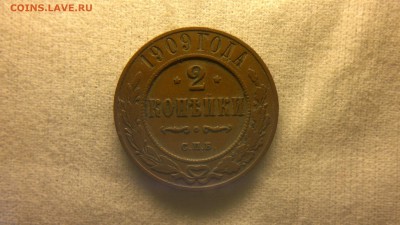 COINS.LAVE.RU
1909 ГОДА
2
КОПѢЙКИ
С.П.Б.